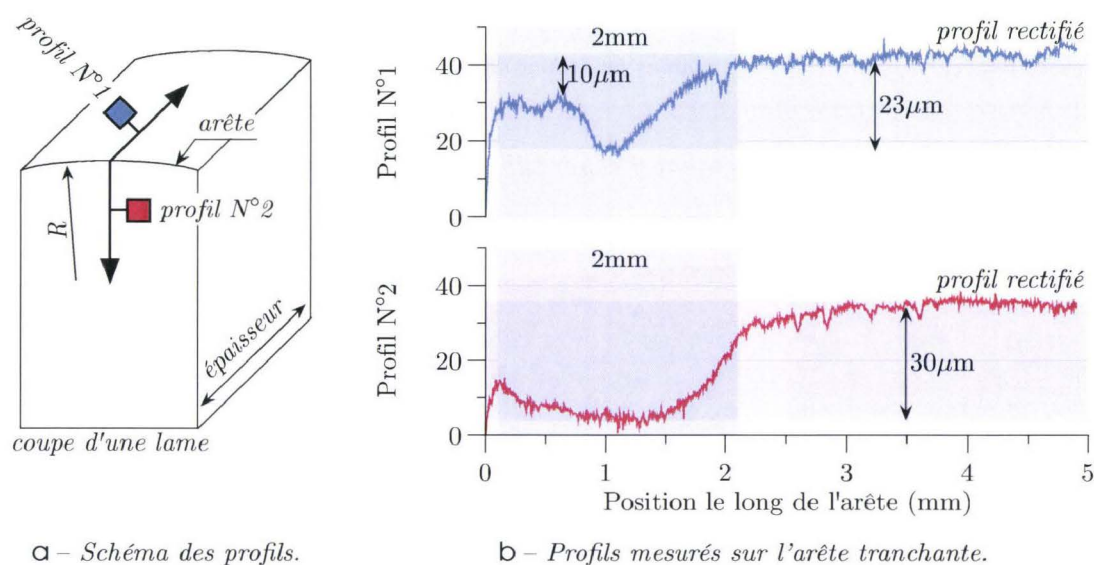 profil N°1
arête
profil N°2
R
épaisseur
coupe d'une lame
a – Schéma des profils.
Profil N°1
40
20
0
2mm
10μm
profil rectifié
23μm
Profil N°2
40
20
0
2mm
profil rectifié
30μm
0 1 2 3 4 5
Position le long de l'arête (mm)
b – Profils mesurés sur l'arête tranchante.